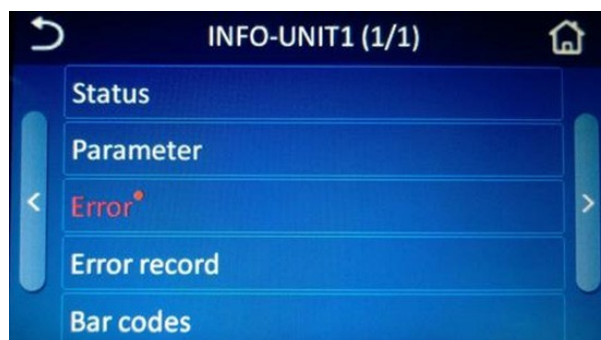 INFO-UNIT1 (1/1)
Status
Parameter
Error
Error record
Bar codes